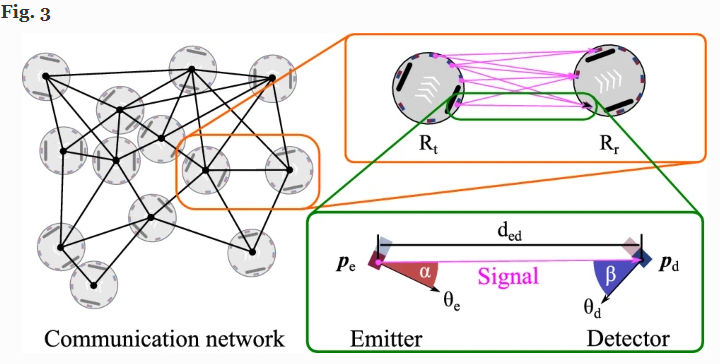 Fig. 3
Rt
Rr
ded
pe
α
Signal
β
pd
θe
θd
Communication network
Emitter
Detector